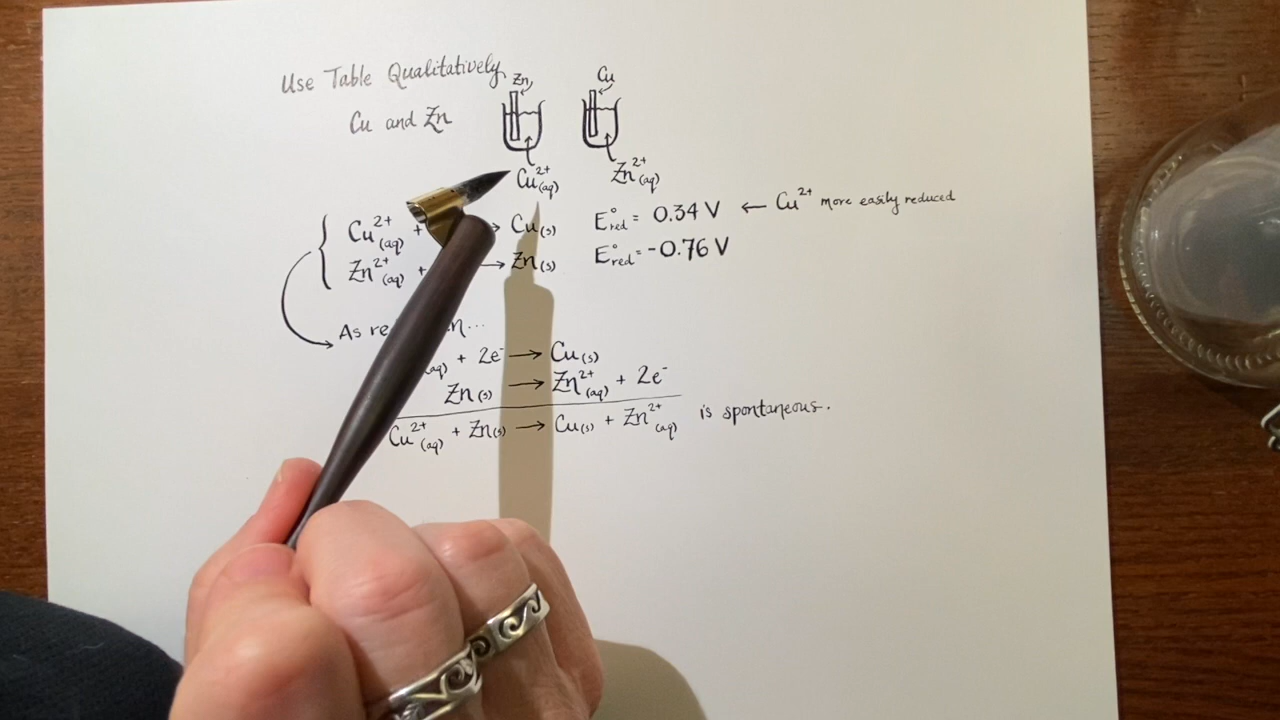 Use Table Qualitatively
Zn, Cu
Cu and Zn
Cu²⁺(aq) Zn²⁺(aq)
Cu²⁺(aq) + → Cu(s) E°red = 0.34 V ← Cu²⁺ more easily reduced
Zn²⁺(aq) + → Zn(s) E°red = -0.76 V
As
(aq) + 2e⁻ → Cu(s)
Zn(s) → Zn²⁺(aq) + 2e⁻
Cu²⁺(aq) + Zn(s) → Cu(s) + Zn²⁺(aq) is spontaneous.